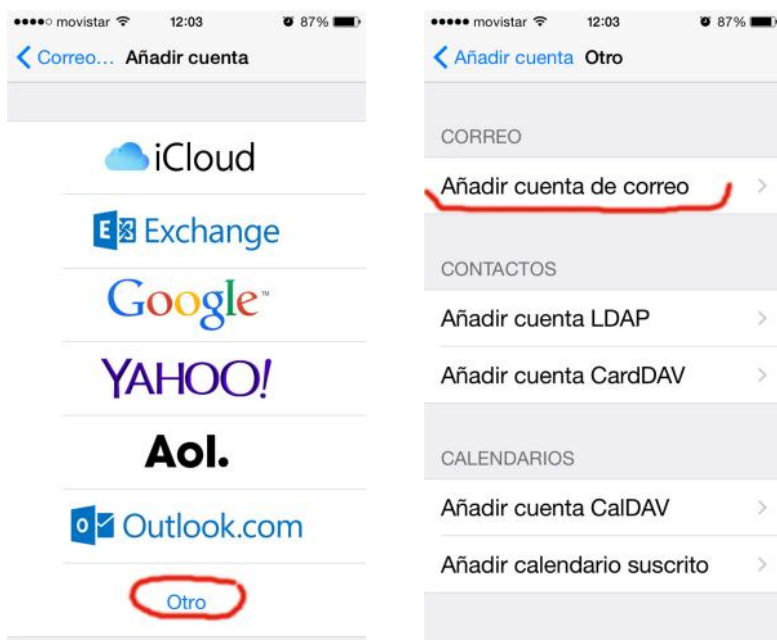 movistar 12:03 87%
Correo... Añadir cuenta
iCloud
Exchange
Google™
YAHOO!
Aol.
Outlook.com
Otro
movistar 12:03 87%
Añadir cuenta Otro
CORREO
Añadir cuenta de correo
CONTACTOS
Añadir cuenta LDAP
Añadir cuenta CardDAV
CALENDARIOS
Añadir cuenta CalDAV
Añadir calendario suscrito